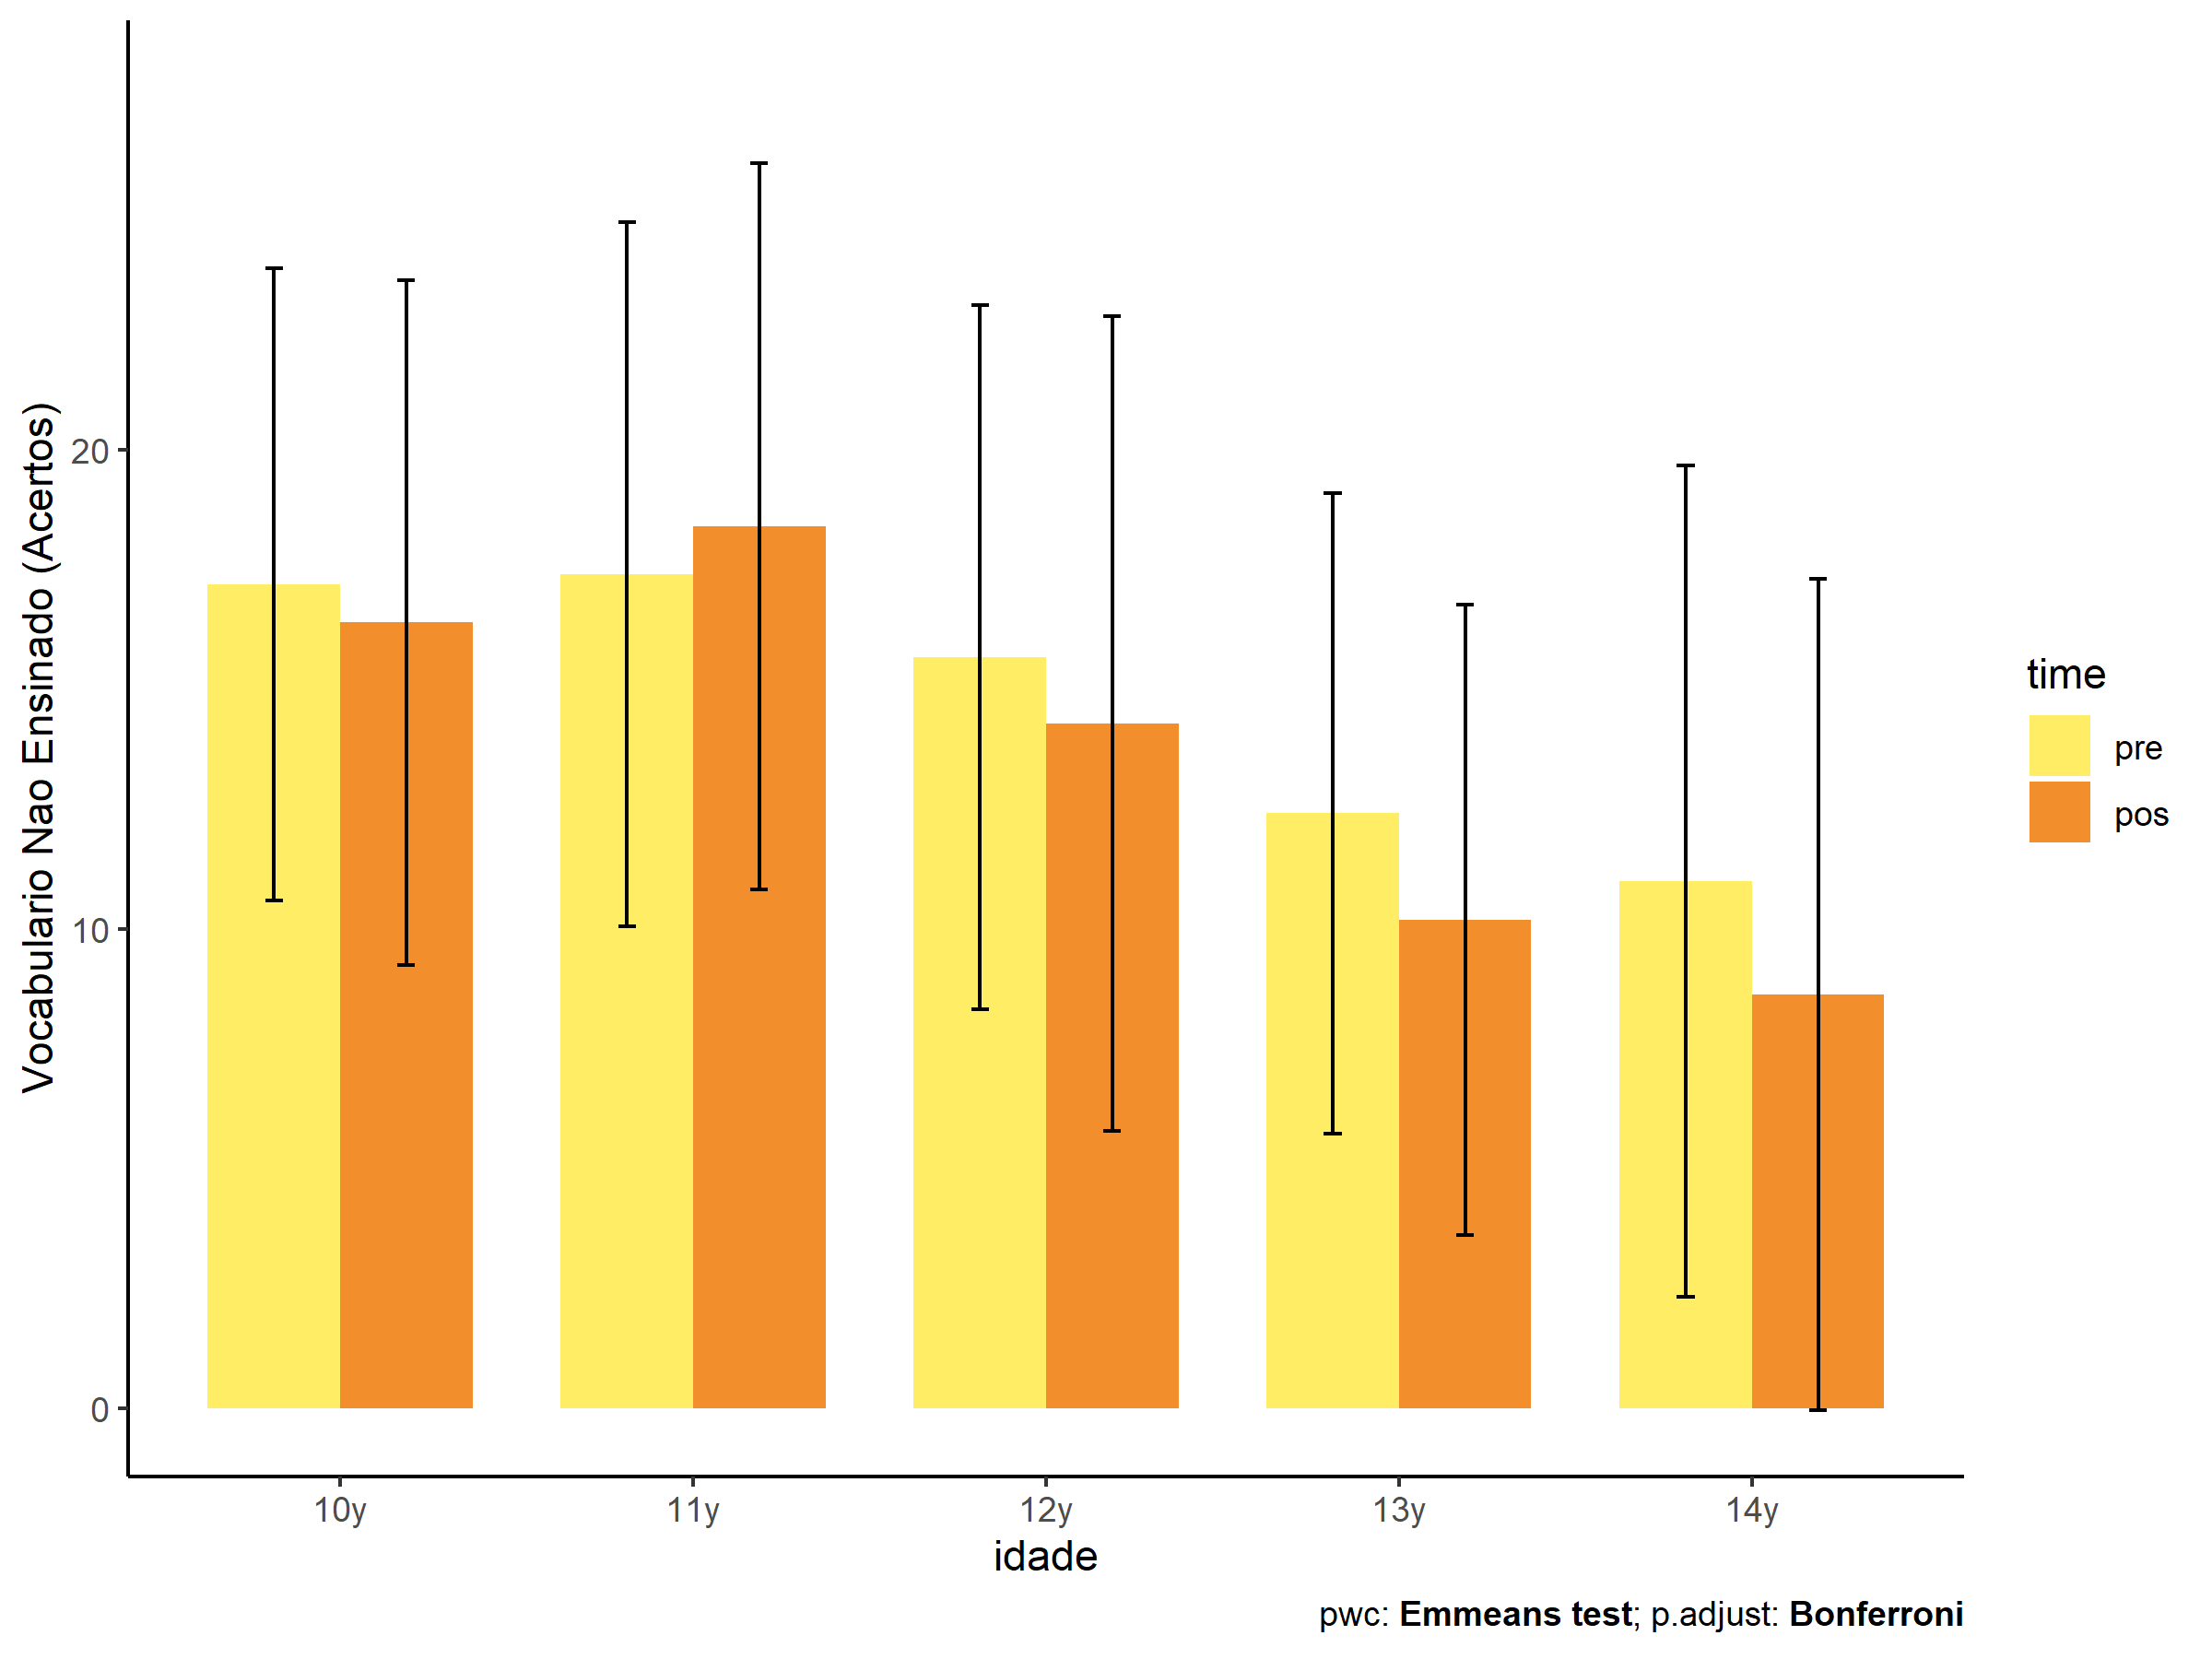 Vocabulario Nao Ensinado (Acertos)
20
10
0
10y
11y
12y
13y
14y
idade
time
pre
pos
pwc: Emmeans test; p.adjust: Bonferroni